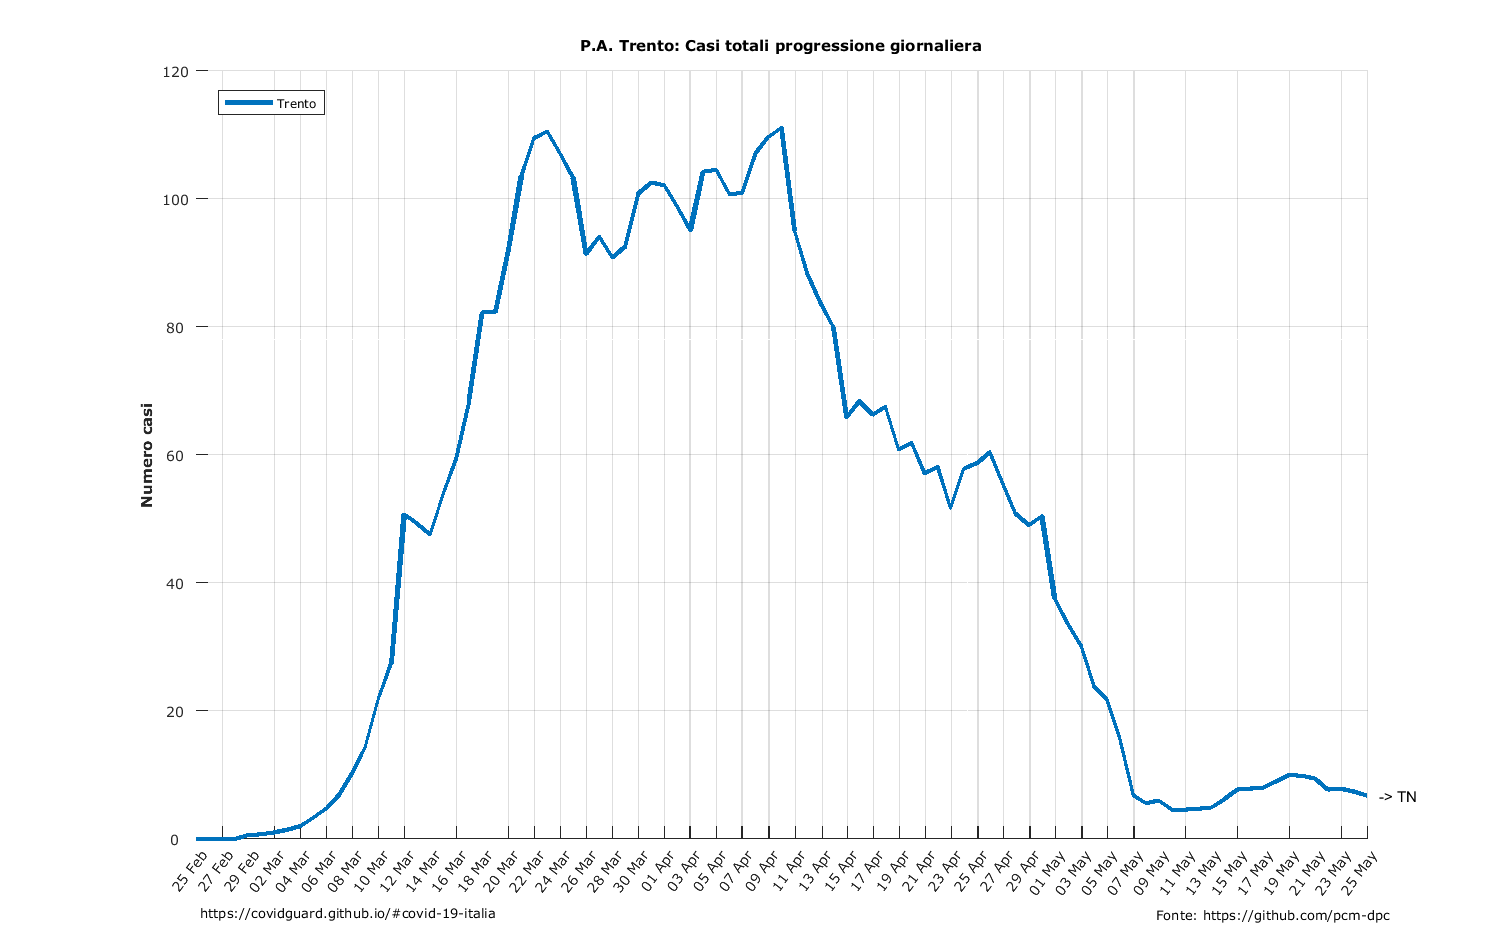 P.A. Trento: Casi totali progressione giornaliera
120
Trento
100
80
60
40
20
0
Numero casi
-> TN
25 Feb
27 Feb
29 Feb
02 Mar
04 Mar
06 Mar
08 Mar
10 Mar
12 Mar
14 Mar
16 Mar
18 Mar
20 Mar
22 Mar
24 Mar
26 Mar
28 Mar
30 Mar
01 Apr
03 Apr
05 Apr
07 Apr
09 Apr
11 Apr
13 Apr
15 Apr
17 Apr
19 Apr
21 Apr
23 Apr
25 Apr
27 Apr
29 Apr
01 May
03 May
05 May
07 May
09 May
11 May
13 May
15 May
17 May
19 May
21 May
23 May
25 May
https://covidguard.github.io/#covid-19-italia
Fonte: https://github.com/pcm-dpc